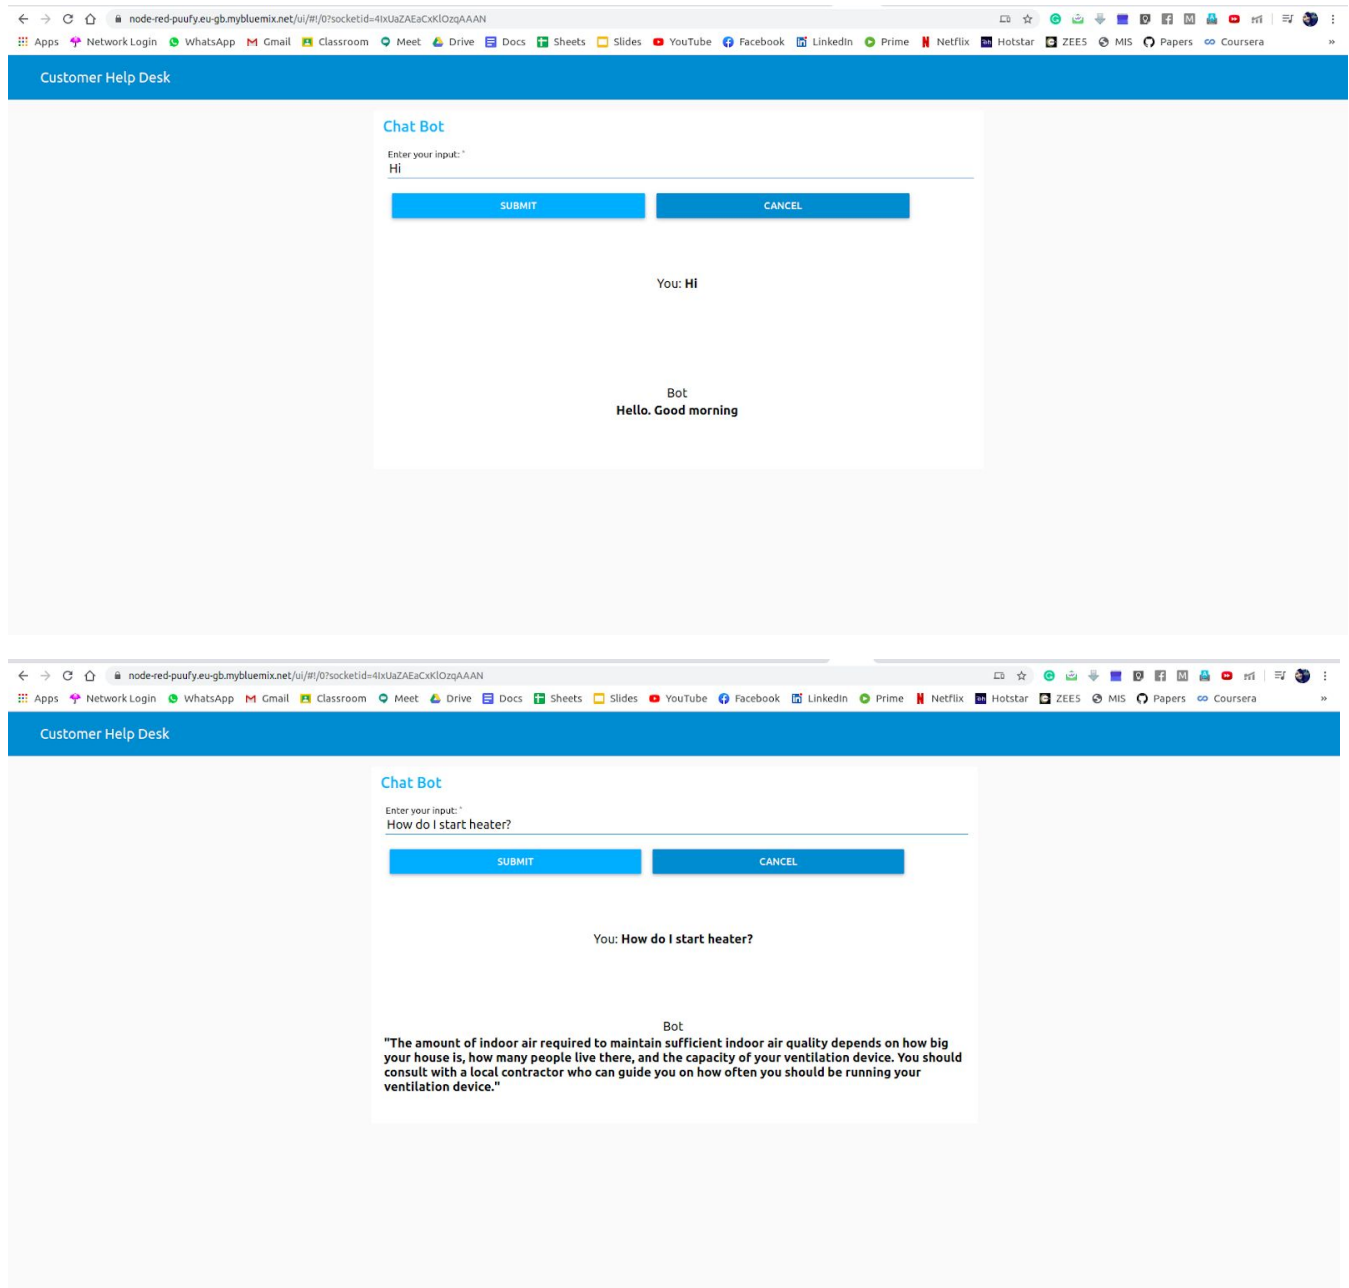 node-red-puufy.eu-gb.mybluemix.net/ui/#!/0?socketid=4IxUaZAEaCxKlOzqAAAN
Apps Network Login WhatsApp Gmail Classroom Meet Drive Docs Sheets Slides YouTube Facebook LinkedIn Prime Netflix Hotstar ZEE5 MIS Papers Coursera »
Customer Help Desk
Chat Bot
Enter your input: *
Hi
SUBMIT CANCEL
You: Hi
Bot
Hello. Good morning
node-red-puufy.eu-gb.mybluemix.net/ui/#!/0?socketid=4IxUaZAEaCxKlOzqAAAN
Apps Network Login WhatsApp Gmail Classroom Meet Drive Docs Sheets Slides YouTube Facebook LinkedIn Prime Netflix Hotstar ZEE5 MIS Papers Coursera »
Customer Help Desk
Chat Bot
Enter your input: *
How do I start heater?
SUBMIT CANCEL
You: How do I start heater?
Bot
"The amount of indoor air required to maintain sufficient indoor air quality depends on how big
your house is, how many people live there, and the capacity of your ventilation device. You should
consult with a local contractor who can guide you on how often you should be running your
ventilation device."